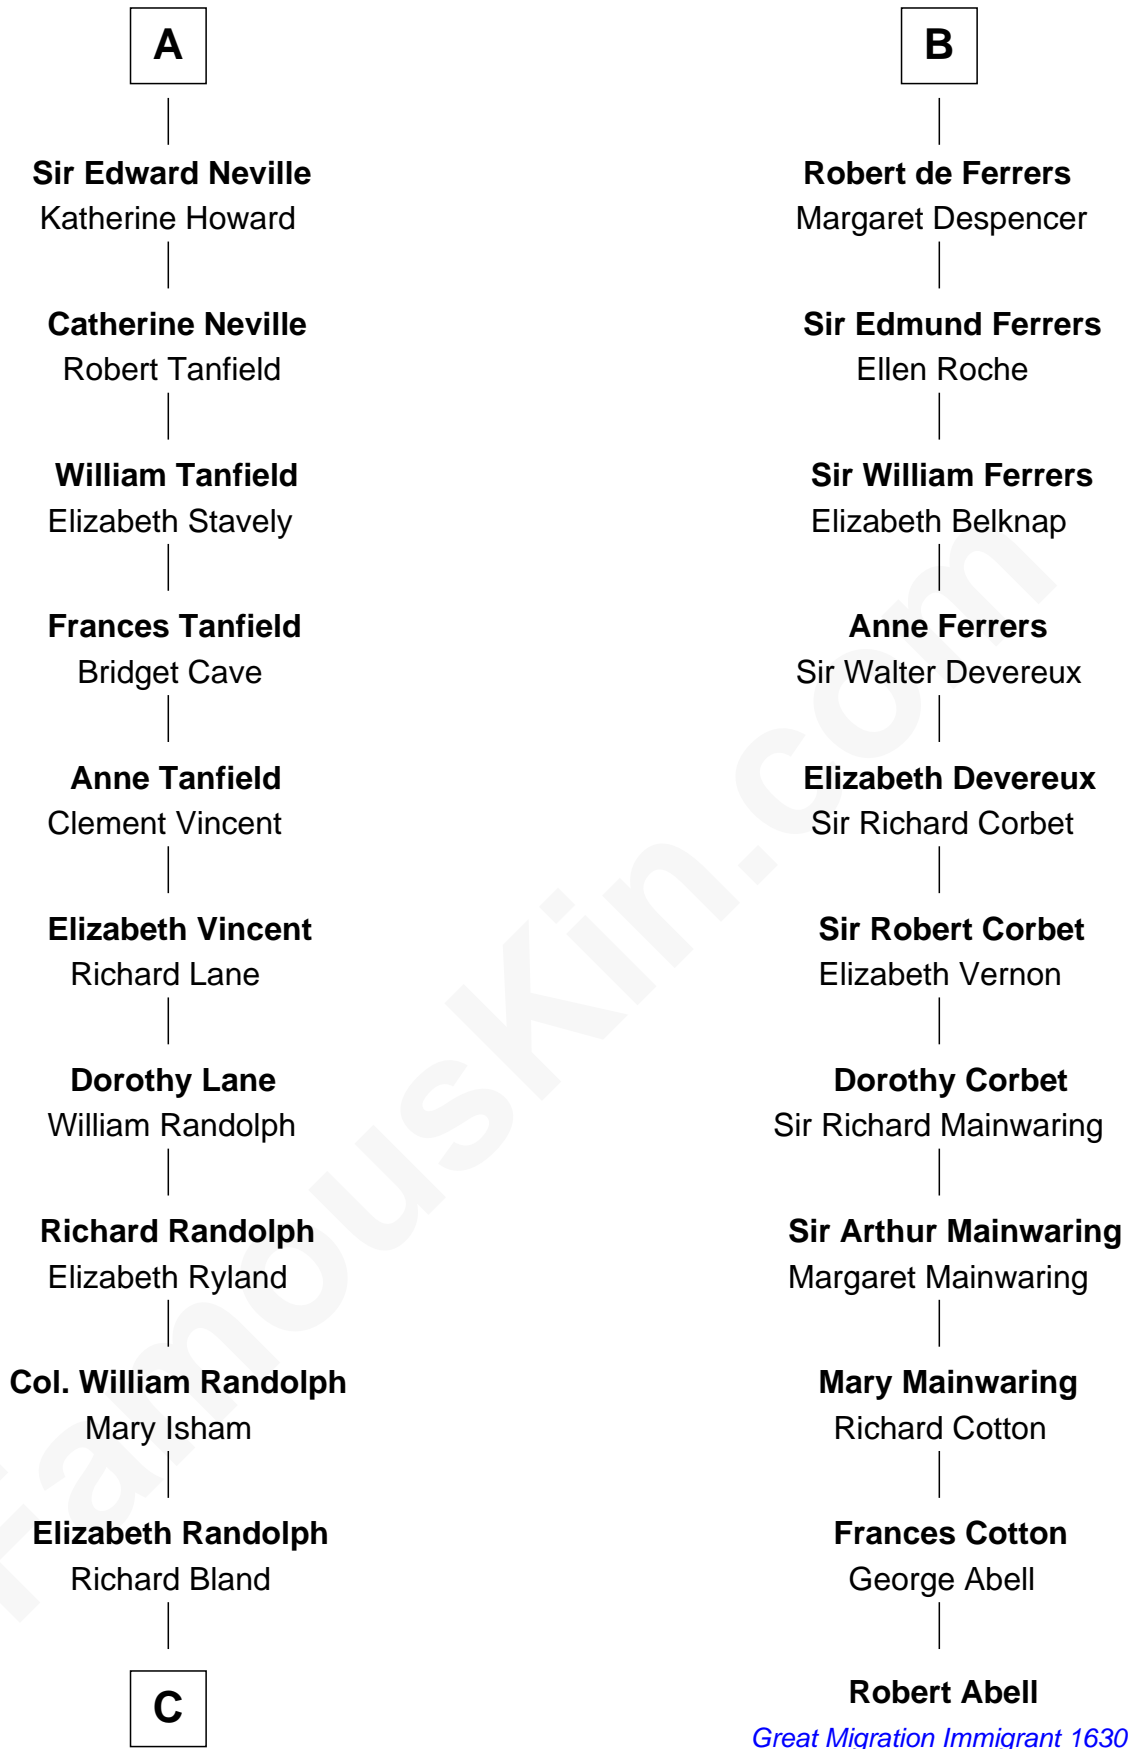 A
Sir Edward Neville
Katherine Howard
Catherine Neville
Robert Tanfield
William Tanfield
Elizabeth Stavely
Frances Tanfield
Bridget Cave
Anne Tanfield
Clement Vincent
Elizabeth Vincent
Richard Lane
Dorothy Lane
William Randolph
Richard Randolph
Elizabeth Ryland
Col. William Randolph
Mary Isham
Elizabeth Randolph
Richard Bland
C
B
Robert de Ferrers
Margaret Despencer
Sir Edmund Ferrers
Ellen Roche
Sir William Ferrers
Elizabeth Belknap
Anne Ferrers
Sir Walter Devereux
Elizabeth Devereux
Sir Richard Corbet
Sir Robert Corbet
Elizabeth Vernon
Dorothy Corbet
Sir Richard Mainwaring
Sir Arthur Mainwaring
Margaret Mainwaring
Mary Mainwaring
Richard Cotton
Frances Cotton
George Abell
Robert Abell
Great Migration Immigrant 1630
FamousKin.com